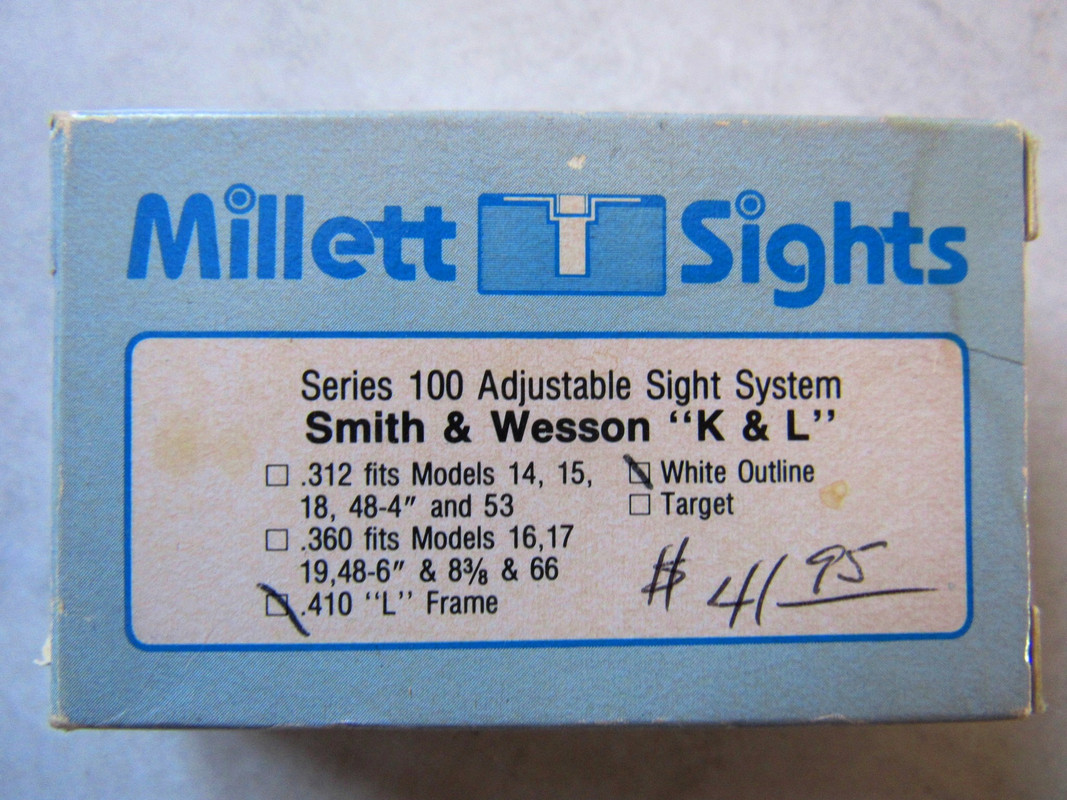 Millett Sights
Series 100 Adjustable Sight System
Smith & Wesson "K & L"
☐ .312 fits Models 14, 15,
18, 48-4" and 53
☐ .360 fits Models 16,17
19,48-6" & 8⅜ & 66
☒ .410 "L" Frame
☒ White Outline
☐ Target
$ 41 95